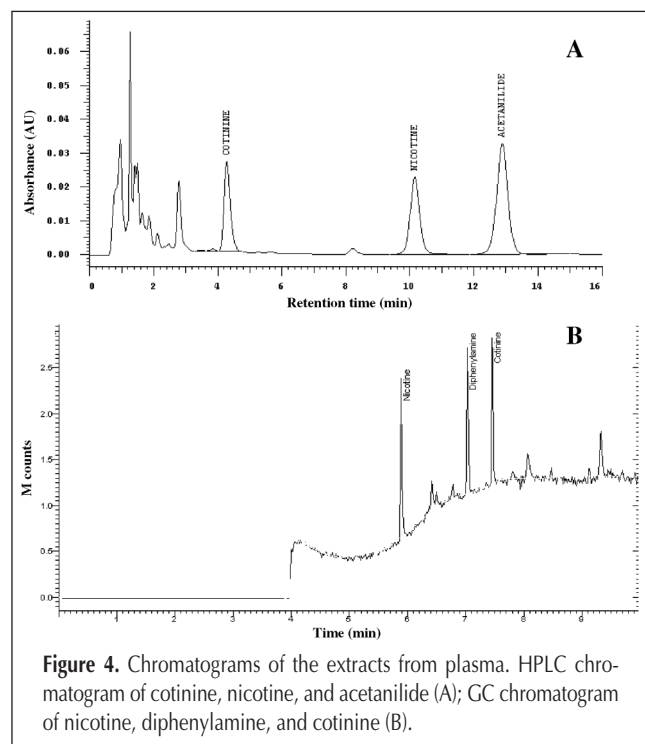 A
Absorbance (AU)
0.06
0.05
0.04
0.03
0.02
0.01
0.00
COTININE
NICOTINE
ACETANILIDE
0 2 4 6 8 10 12 14 16
Retention time (min)
B
M counts
2.5
2.0
1.5
1.0
0.5
0.0
Nicotine
Diphenylamine
Cotinine
1 2 3 4 5 6 7 8 9
Time (min)
Figure 4. Chromatograms of the extracts from plasma. HPLC chro-
matogram of cotinine, nicotine, and acetanilide (A); GC chromatogram
of nicotine, diphenylamine, and cotinine (B).